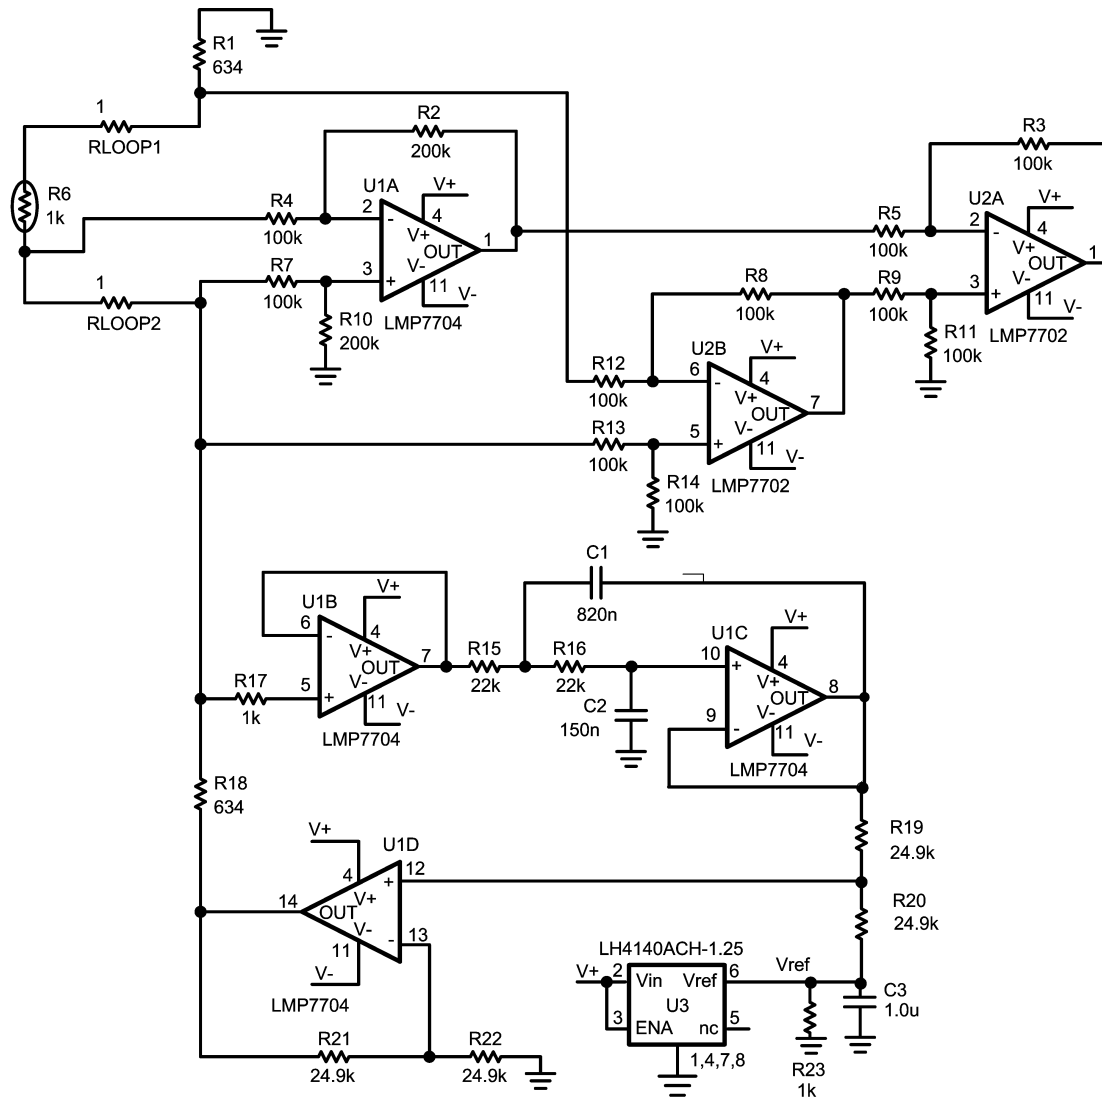 R1
634
1
RLOOP1
R6
1k
1
RLOOP2
R2
200k
U1A
V+
R4
100k
2
-
4
V+
OUT
1
V-
R7
100k
3
+
11
V-
LMP7704
R10
200k
R3
100k
U2A
V+
R5
100k
2
-
4
V+
OUT
1
V-
R9
100k
3
+
11
V-
LMP7702
R11
100k
R8
100k
U2B
V+
R12
100k
6
-
4
V+
OUT
7
V-
R13
100k
5
+
11
V-
LMP7702
R14
100k
C1
820n
U1B
V+
6
-
4
V+
OUT
7
V-
R17
1k
5
+
11
V-
LMP7704
R15
22k
R16
22k
C2
150n
U1C
V+
10
+
4
V+
OUT
8
V-
9
-
11
V-
LMP7704
R18
634
R19
24.9k
V+
U1D
4
12
+
V+
14
OUT
V-
11
-
13
V-
LMP7704
R20
24.9k
LH4140ACH-1.25
V+
2
Vin
Vref
6
Vref
U3
3
ENA
nc
5
1,4,7,8
C3
1.0u
R23
1k
R21
24.9k
R22
24.9k